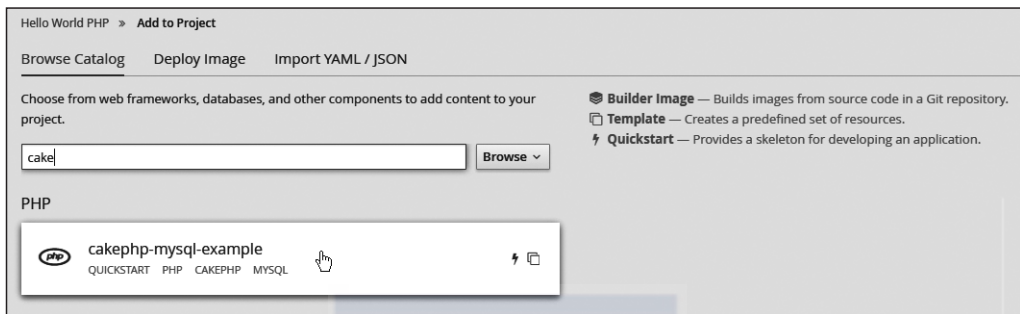 Hello World PHP » Add to Project
Browse Catalog Deploy Image Import YAML / JSON
Choose from web frameworks, databases, and other components to add content to your
project.
cake
Browse
Builder Image — Builds images from source code in a Git repository.
Template — Creates a predefined set of resources.
Quickstart — Provides a skeleton for developing an application.
PHP
php
cakephp-mysql-example
QUICKSTART PHP CAKEPHP MYSQL